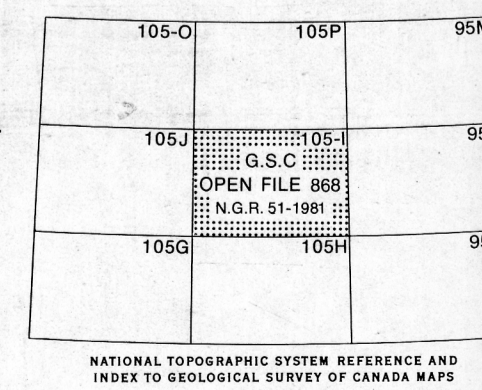 105-O 105P 95
105J 105-I 95
G.S.C
OPEN FILE 868
N.G.R. 51-1981
105G 105H 95
NATIONAL TOPOGRAPHIC SYSTEM REFERENCE AND
INDEX TO GEOLOGICAL SURVEY OF CANADA MAPS